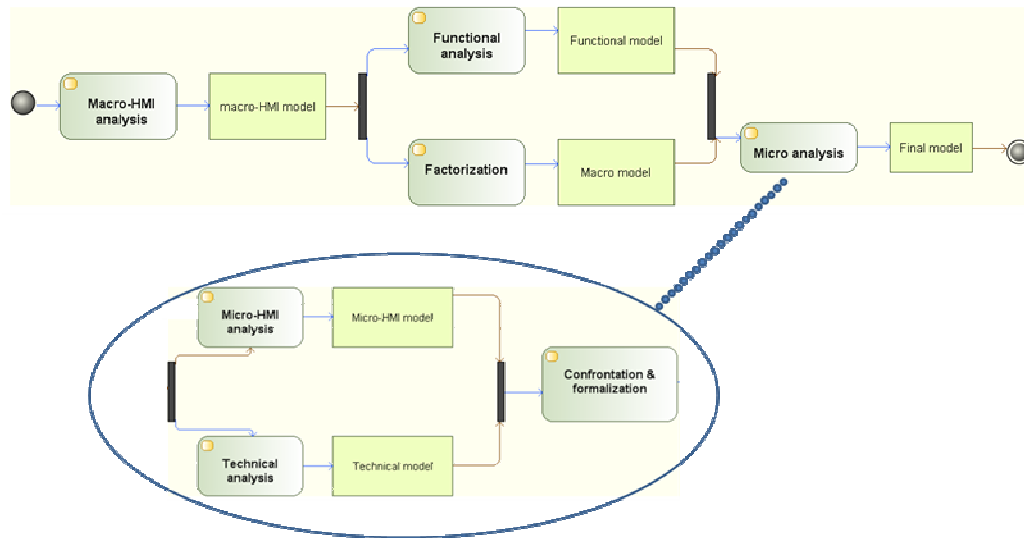 Macro-HMI
analysis
macro-HMI model
Functional
analysis
Functional model
Factorization
Macro model
Micro analysis
Final model
Micro-HMI
analysis
Micro-HMI model
Technical
analysis
Technical model
Confrontation &
formalization